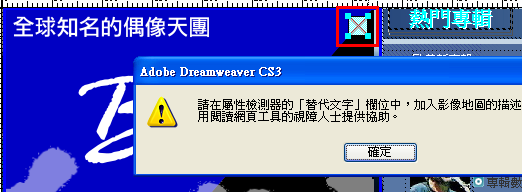 全球知名的偶像天團
熱門專輯
Adobe Dreamweaver CS3
請在屬性檢測器的「替代文字」欄位中，加入影像地圖的描述
用閱讀網頁工具的視障人士提供協助。
確定
專輯數